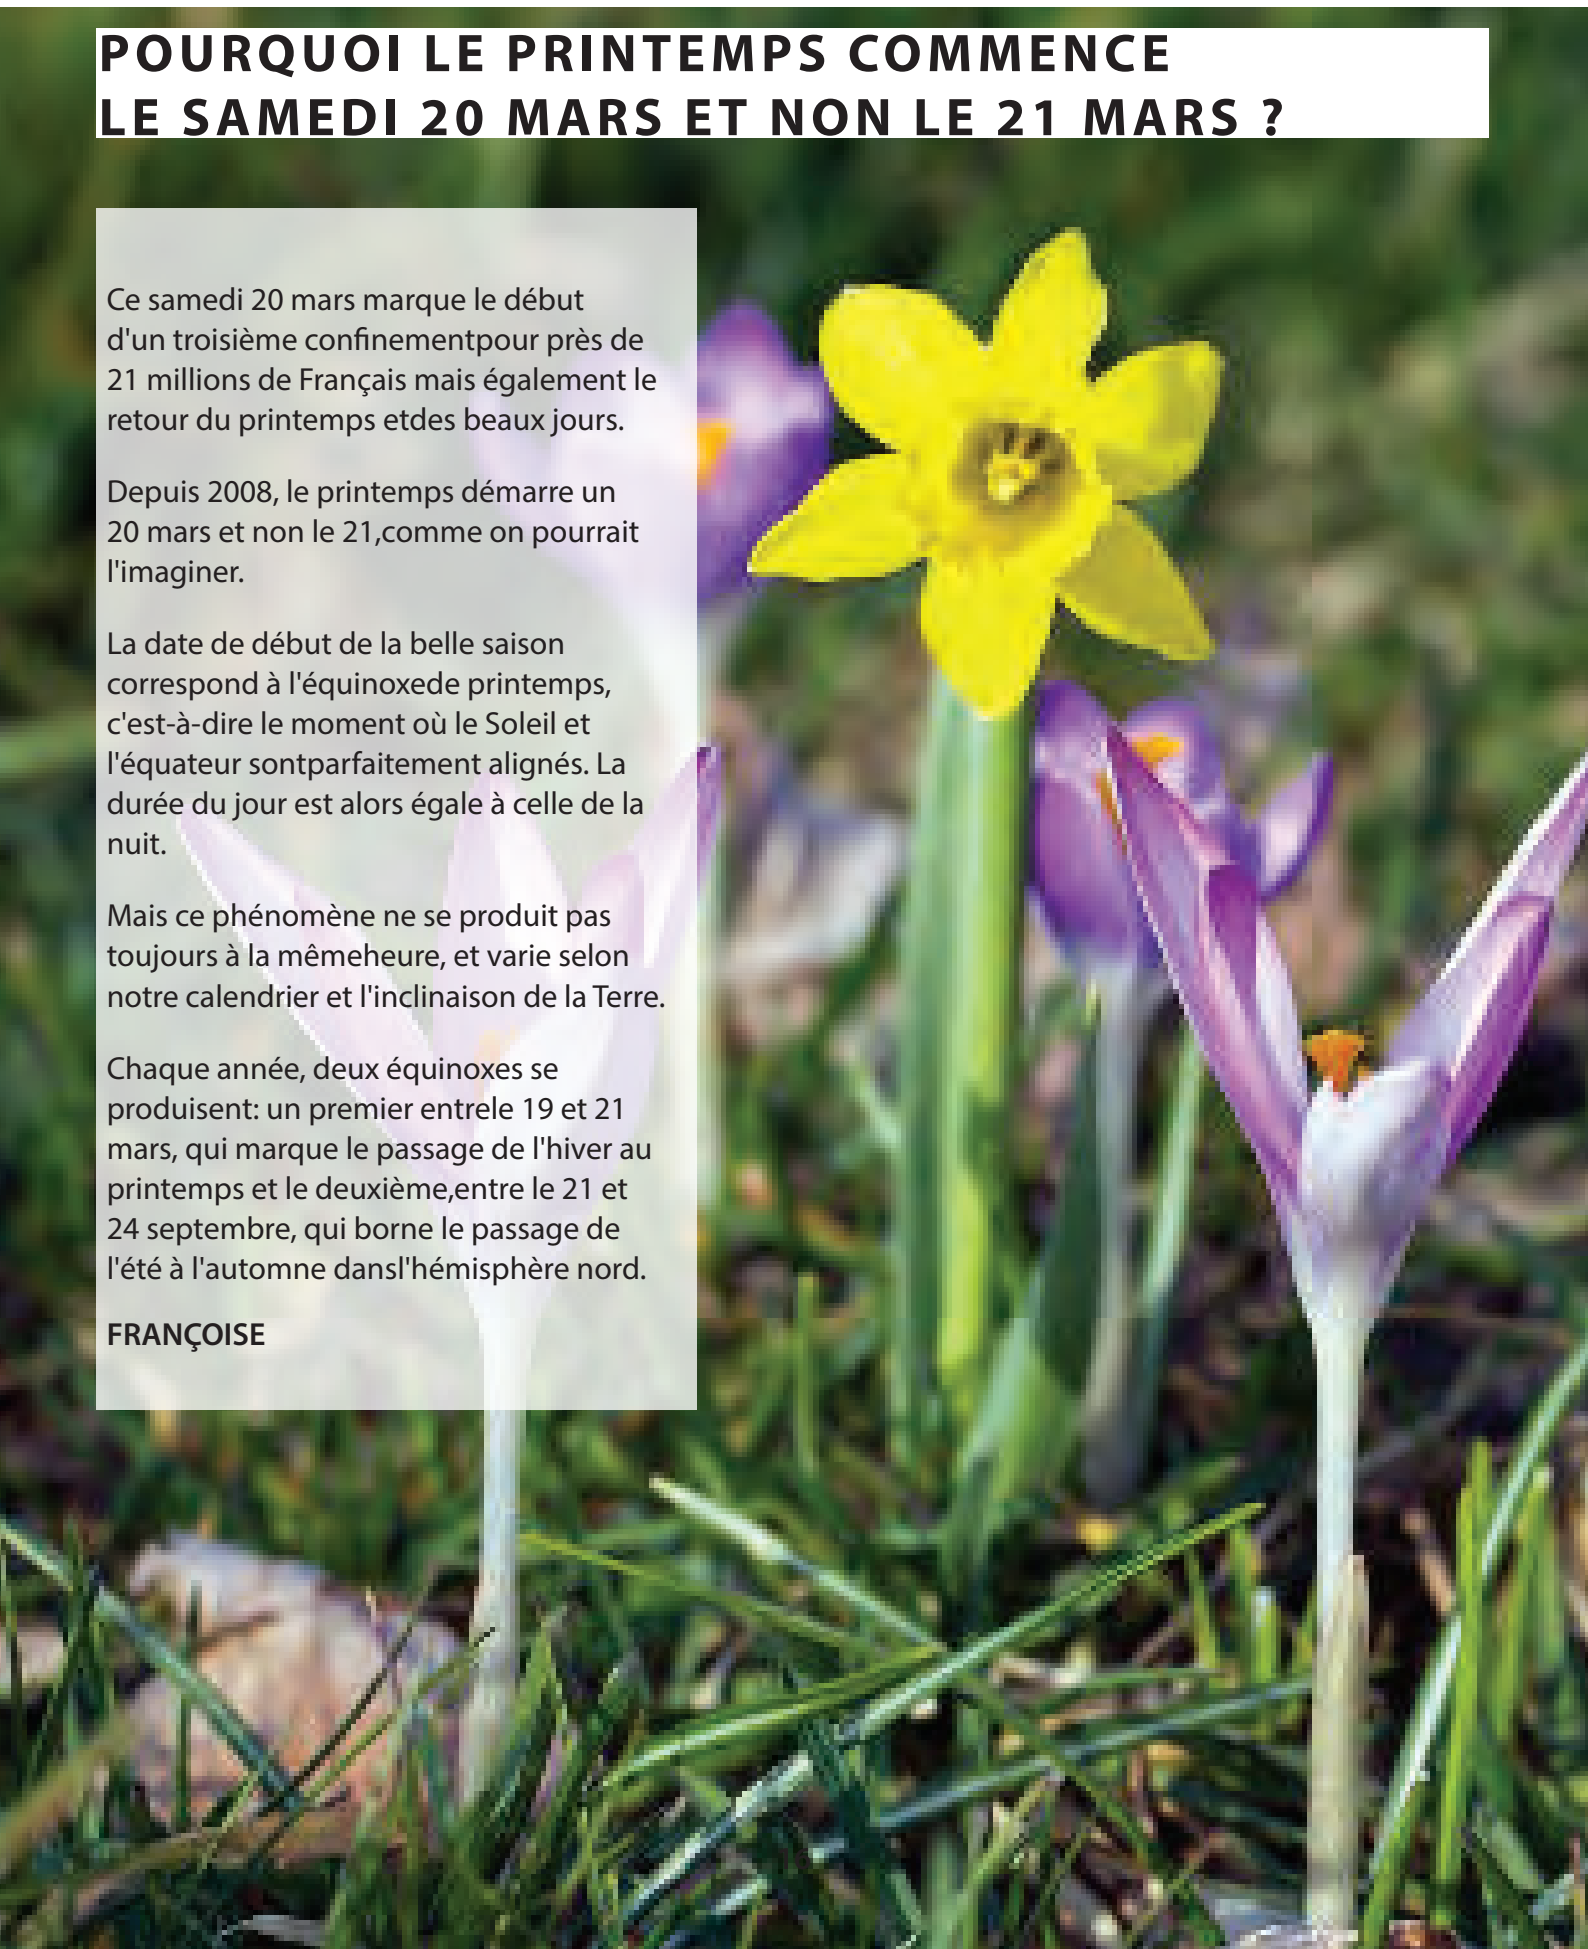 POURQUOI LE PRINTEMPS COMMENCE
LE SAMEDI 20 MARS ET NON LE 21 MARS ?
Ce samedi 20 mars marque le début
d'un troisième confinementpour près de
21 millions de Français mais également le
retour du printemps etdes beaux jours.
Depuis 2008, le printemps démarre un
20 mars et non le 21,comme on pourrait
l'imaginer.
La date de début de la belle saison
correspond à l'équinoxede printemps,
c'est-à-dire le moment où le Soleil et
l'équateur sontparfaitement alignés. La
durée du jour est alors égale à celle de la
nuit.
Mais ce phénomène ne se produit pas
toujours à la mêmeheure, et varie selon
notre calendrier et l'inclinaison de la Terre.
Chaque année, deux équinoxes se
produisent: un premier entrele 19 et 21
mars, qui marque le passage de l'hiver au
printemps et le deuxième,entre le 21 et
24 septembre, qui borne le passage de
l'été à l'automne dansl'hémisphère nord.
FRANÇOISE